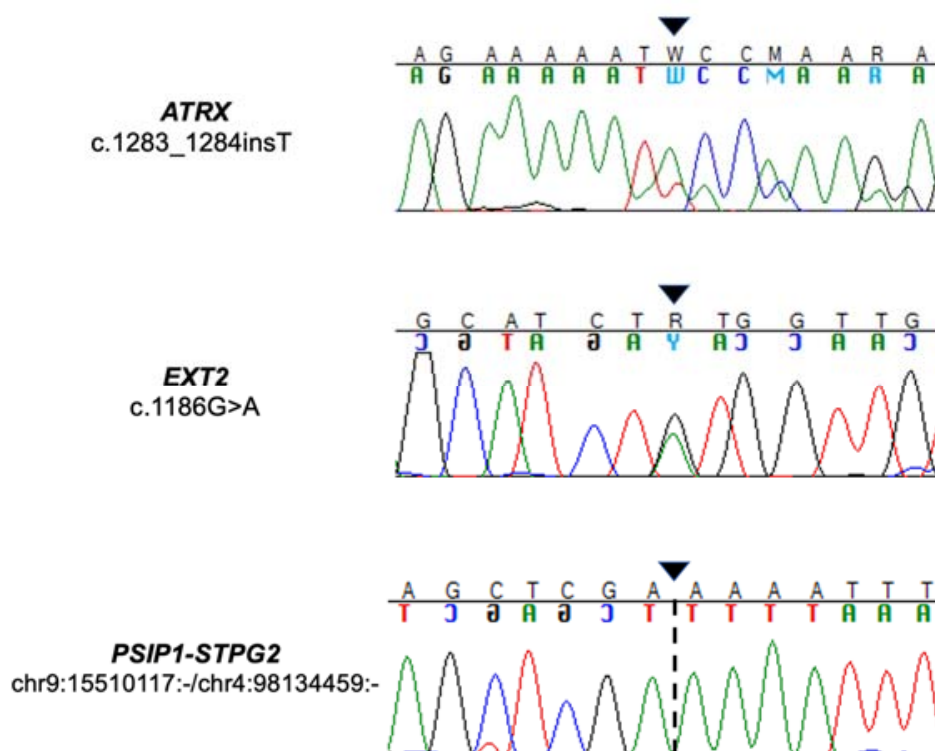 A G A A A A A T W C C M A A R A
A G A A A A A T W C C M A A R A
ATRX
c.1283_1284insT
G C A T C T R T G G T T G
C G T A G A Y A C C A A C
EXT2
c.1186G>A
A G C T C G A A A A A T T T
T C G A G C T T T T T A A A
PSIP1-STPG2
chr9:15510117:-/chr4:98134459:-